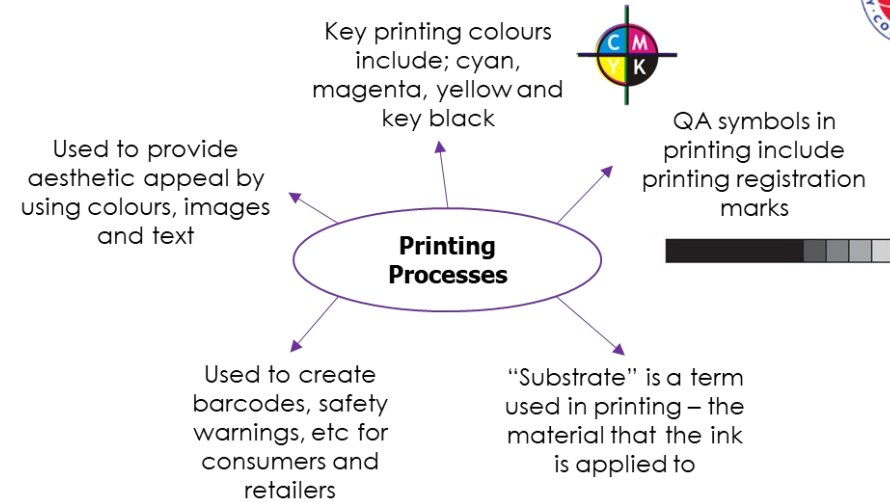 Key printing colours
include; cyan,
magenta, yellow and
key black
C M
Y K
QA symbols in
printing include
printing registration
marks
Used to provide
aesthetic appeal by
using colours, images
and text
Printing
Processes
Used to create
barcodes, safety
warnings, etc for
consumers and
retailers
“Substrate” is a term
used in printing – the
material that the ink
is applied to